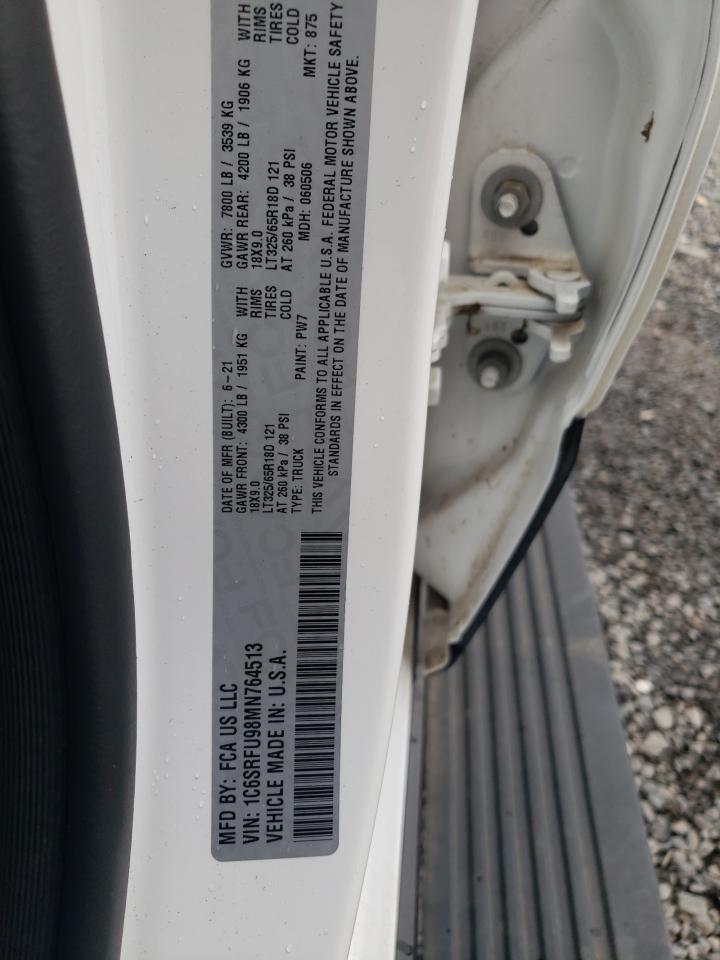 MFD BY: FCA US LLC
VIN: 1C6SRFU98MN764513
VEHICLE MADE IN: U.S.A.
DATE OF MFR (BUILT): 6-21 GVWR: 7800 LB / 3539 KG
GAWR FRONT: 4300 LB / 1951 KG WITH GAWR REAR: 4200 LB / 1906 KG WITH
18X9.0 RIMS 18X9.0 RIMS
LT325/65R18D 121 TIRES LT325/65R18D 121 TIRES
AT 260 kPa / 38 PSI COLD AT 260 kPa / 38 PSI COLD
TYPE: TRUCK PAINT: PW7 MDH: 060506 MKT: 875
THIS VEHICLE CONFORMS TO ALL APPLICABLE U.S.A. FEDERAL MOTOR VEHICLE SAFETY
STANDARDS IN EFFECT ON THE DATE OF MANUFACTURE SHOWN ABOVE.